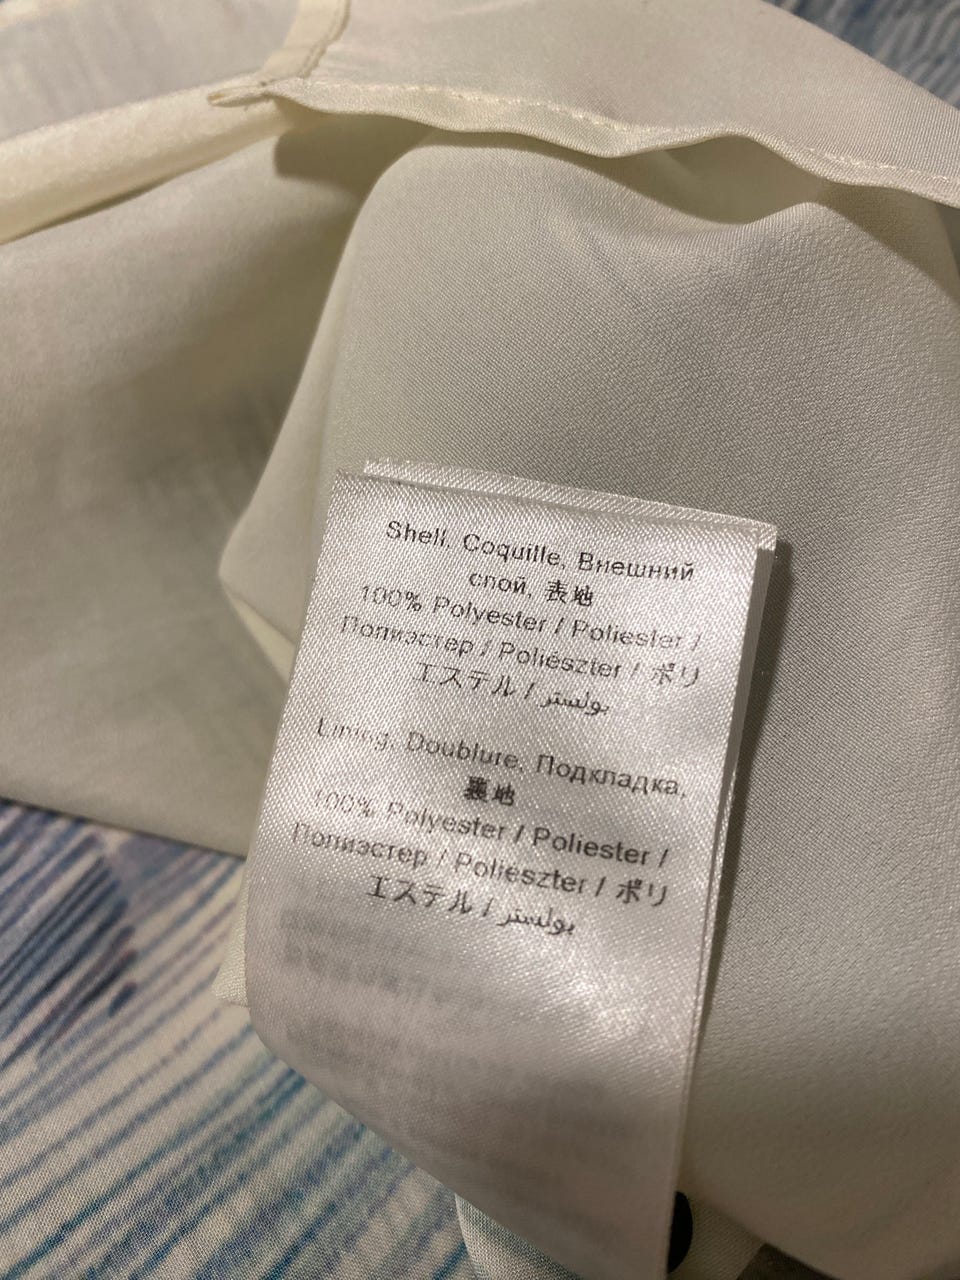 Shell, Coquille, Внешний
слой, 表地
100% Polyester / Poliester /
Полиэстер / Poliészter / ポリ
エステル / بولستر
Lining, Doublure, Подкладка,
裏地
100% Polyester / Poliester /
Полиэстер / Poliészter / ポリ
エステル / بولستر